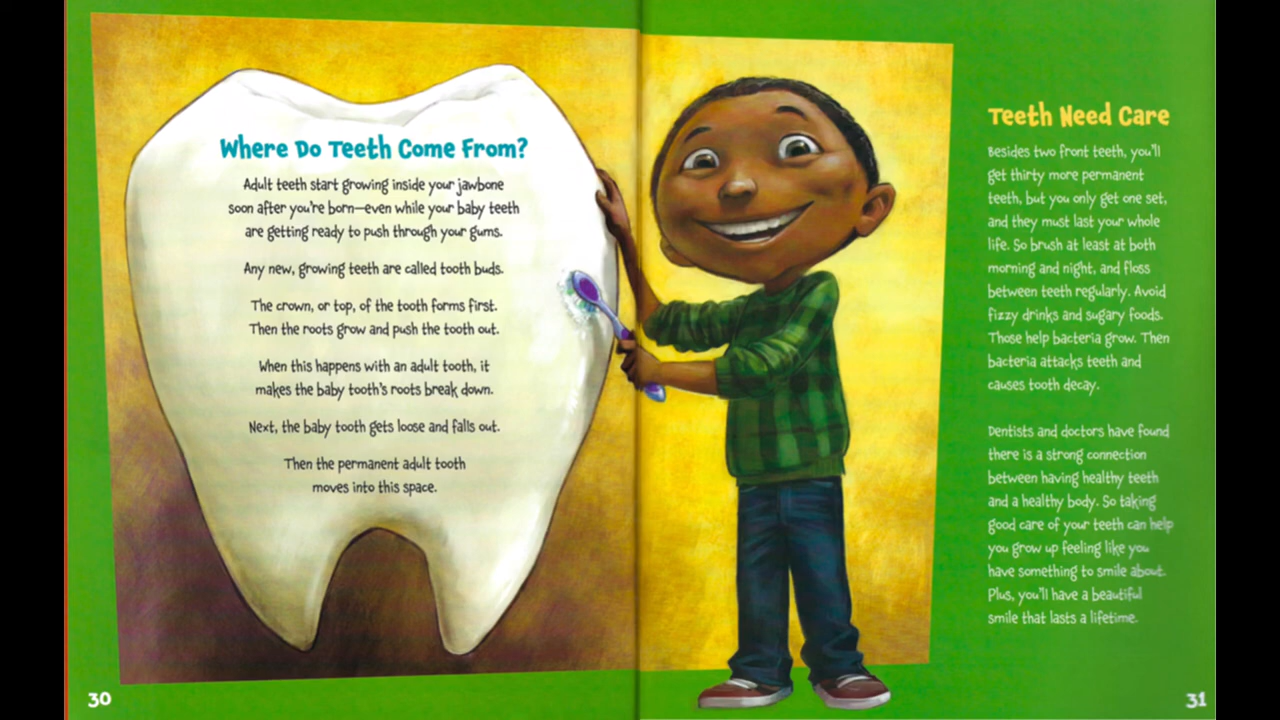 Where Do Teeth Come From?
Adult teeth start growing inside your jawbone
soon after you're born—even while your baby teeth
are getting ready to push through your gums.
Any new, growing teeth are called tooth buds.
The crown, or top, of the tooth forms first.
Then the roots grow and push the tooth out.
When this happens with an adult tooth, it
makes the baby tooth's roots break down.
Next, the baby tooth gets loose and falls out.
Then the permanent adult tooth
moves into this space.
30
Teeth Need Care
Besides two front teeth, you'll
get thirty more permanent
teeth, but you only get one set,
and they must last your whole
life. So brush at least at both
morning and night, and floss
between teeth regularly. Avoid
fizzy drinks and sugary foods.
Those help bacteria grow. Then
bacteria attacks teeth and
causes tooth decay.
Dentists and doctors have found
there is a strong connection
between having healthy teeth
and a healthy body. So taking
good care of your teeth can help
you grow up feeling like you
have something to smile about.
Plus, you'll have a beautiful
smile that lasts a lifetime.
31